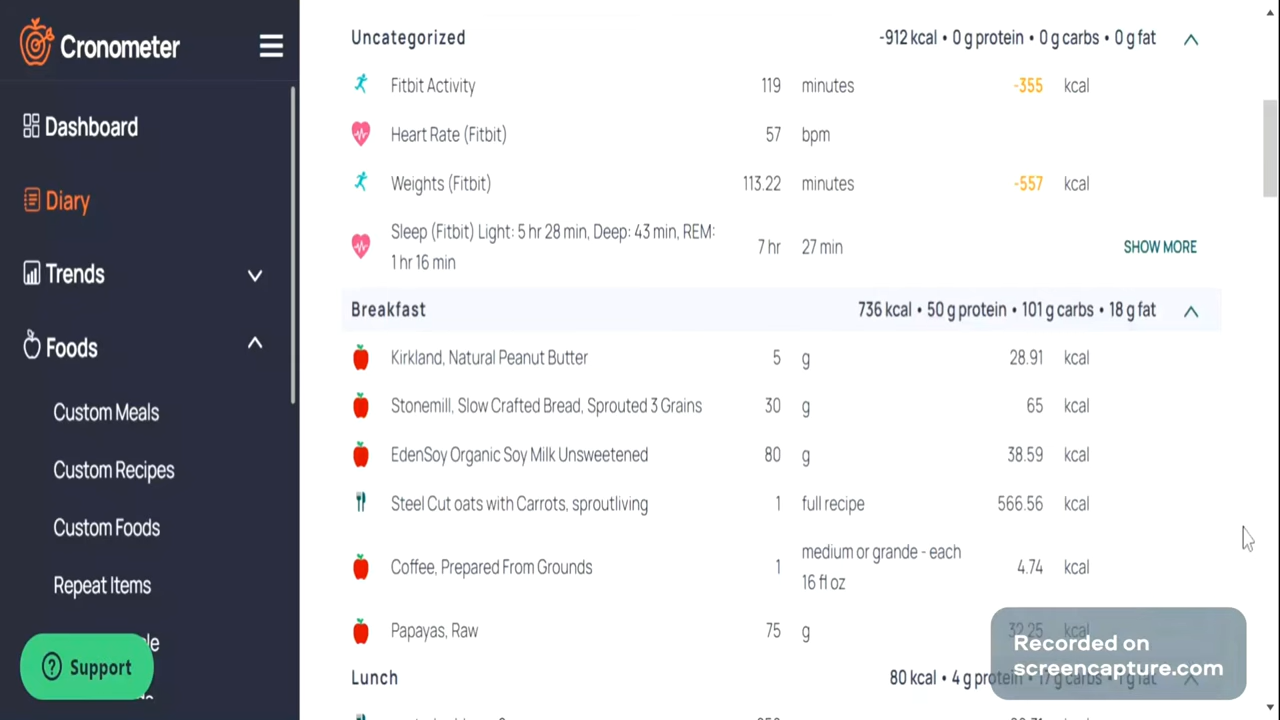 Cronometer
Dashboard
Diary
Trends
Foods
Custom Meals
Custom Recipes
Custom Foods
Repeat Items
Support
Uncategorized -912 kcal • 0 g protein • 0 g carbs • 0 g fat
Fitbit Activity 119 minutes -355 kcal
Heart Rate (Fitbit) 57 bpm
Weights (Fitbit) 113.22 minutes -557 kcal
Sleep (Fitbit) Light: 5 hr 28 min, Deep: 43 min, REM:
1 hr 16 min 7 hr 27 min SHOW MORE
Breakfast 736 kcal • 50 g protein • 101 g carbs • 18 g fat
Kirkland, Natural Peanut Butter 5 g 28.91 kcal
Stonemill, Slow Crafted Bread, Sprouted 3 Grains 30 g 65 kcal
EdenSoy Organic Soy Milk Unsweetened 80 g 38.59 kcal
Steel Cut oats with Carrots, sproutliving 1 full recipe 566.56 kcal
Coffee, Prepared From Grounds 1 medium or grande - each
16 fl oz 4.74 kcal
Papayas, Raw 75 g 32.25 kcal
Lunch 80 kcal • 4 g protein • 17 g carbs • 1 g fat
Recorded on
screencapture.com